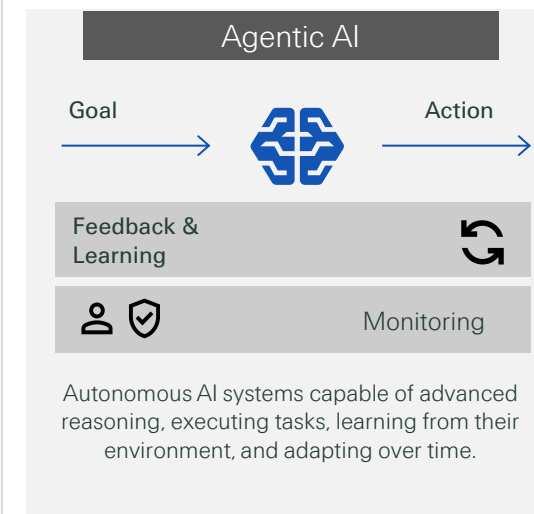 Agentic AI
Goal
Action
Feedback &
Learning
Monitoring
Autonomous AI systems capable of advanced
reasoning, executing tasks, learning from their
environment, and adapting over time.